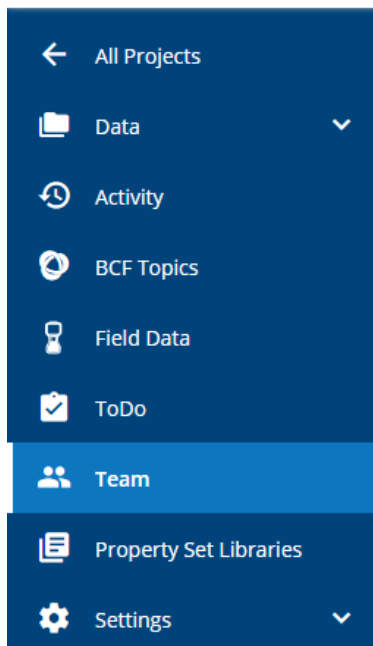 All Projects
Data
Activity
BCF Topics
Field Data
ToDo
Team
Property Set Libraries
Settings